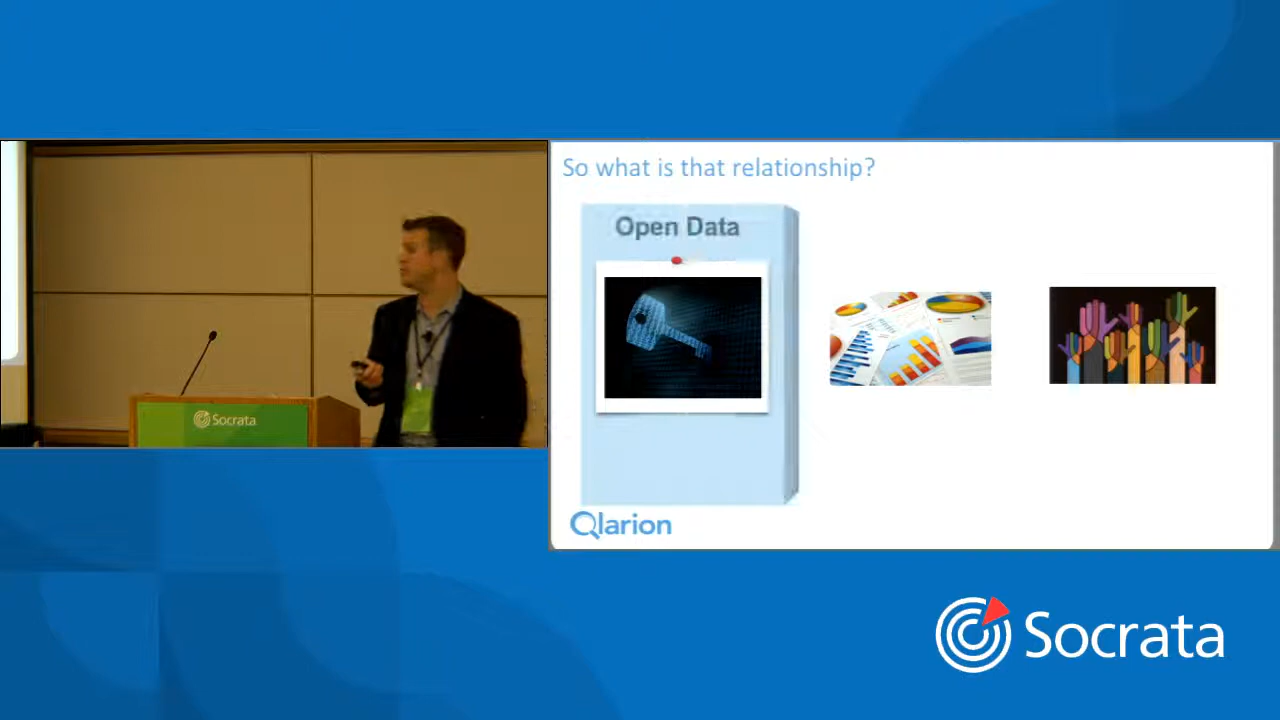 So what is that relationship?
Open Data
Socrata
Qlarion
Socrata